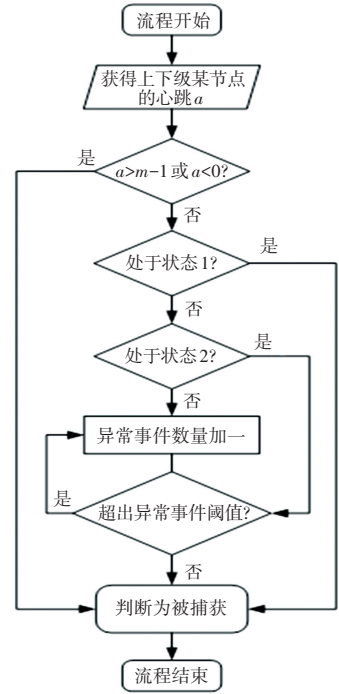 流程开始
获得上下级某节点
的心跳a
是
a>m-1或a<0?
否
是
处于状态1?
否
是
处于状态2?
否
异常事件数量加一
是
超出异常事件阈值?
否
判断为被捕获
流程结束